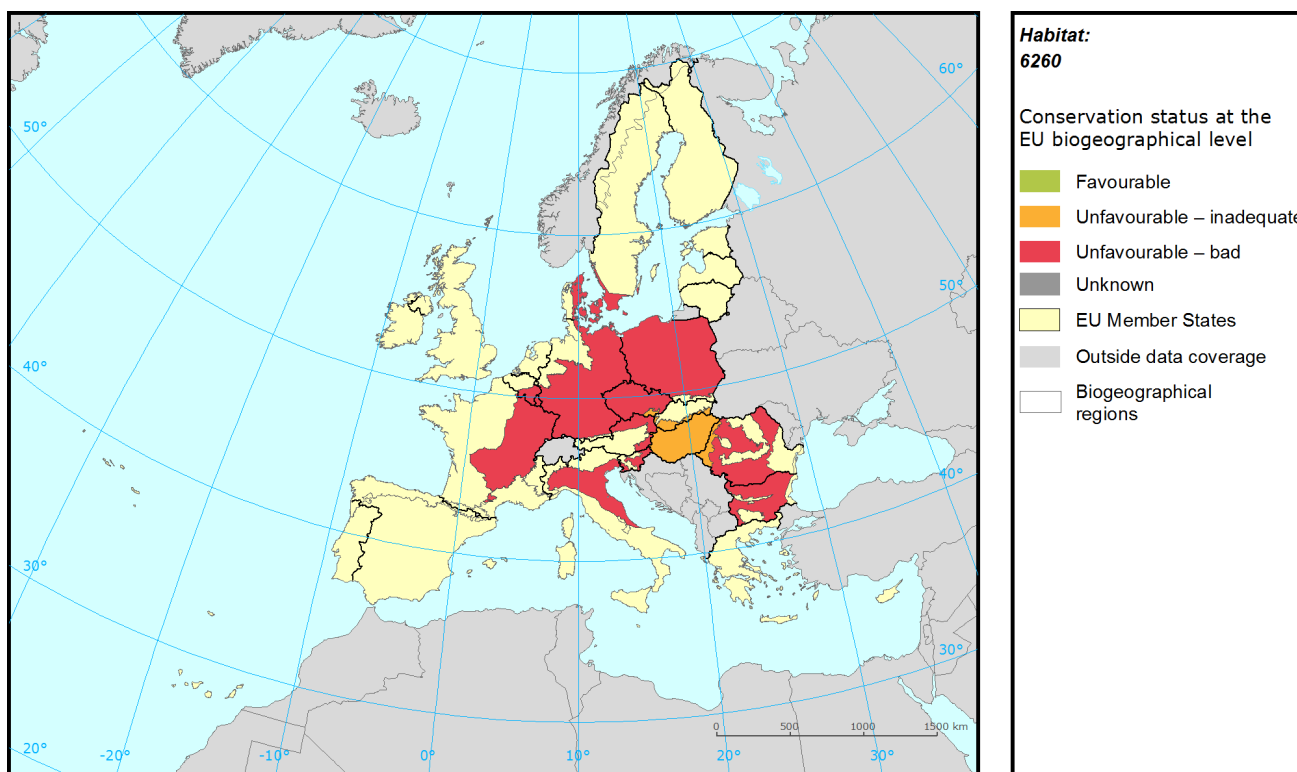 Habitat:
6260
Conservation status at the
EU biogeographical level
Favourable
Unfavourable – inadequate
Unfavourable – bad
Unknown
EU Member States
Outside data coverage
Biogeographical
regions
60°
50°
50°
40°
40°
30°
30°
20°
-20°
-10°
0°
10°
20°
30°
0
500
1000
1500 km